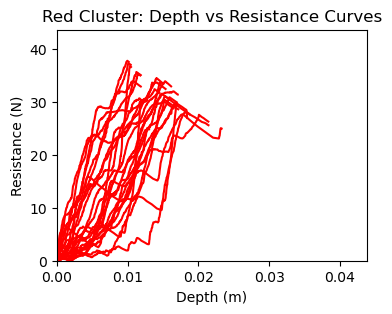 Red Cluster: Depth vs Resistance Curves
40
30
20
10
0
Resistance (N)
0.00 0.01 0.02 0.03 0.04
Depth (m)